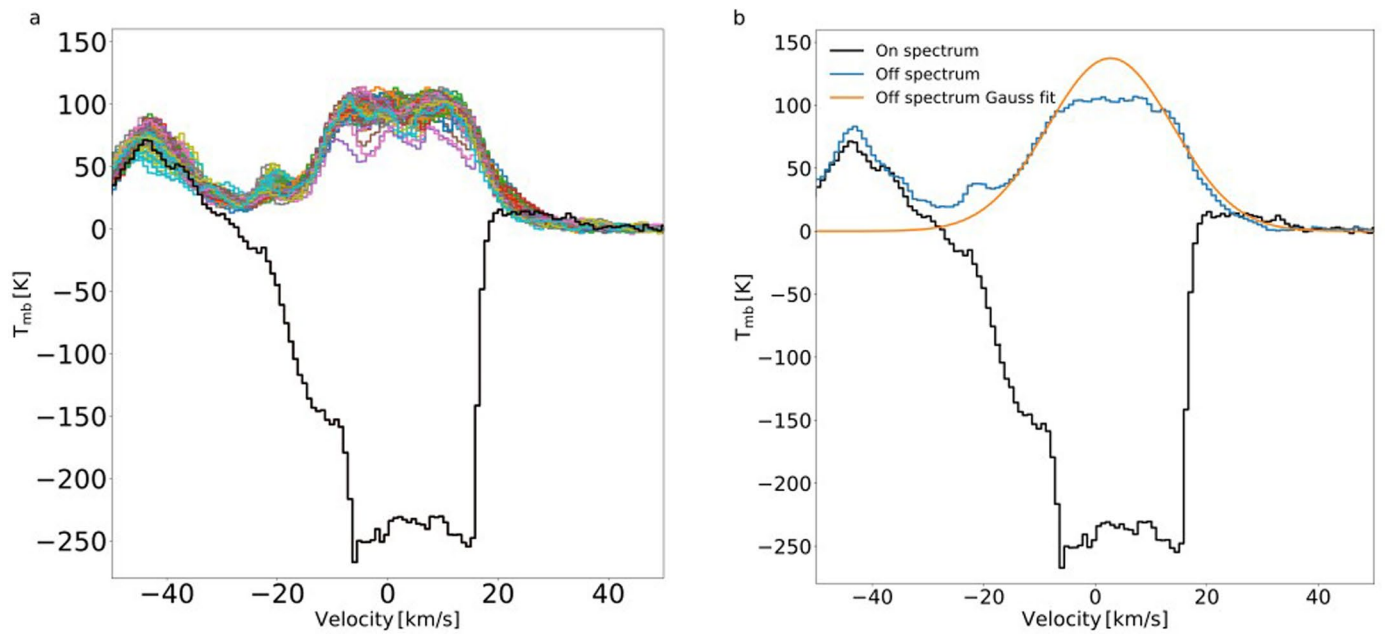 a
150
100
50
0
−50
−100
−150
−200
−250
T_mb [K]
−40 −20 0 20 40
Velocity [km/s]
b
On spectrum
Off spectrum
Off spectrum Gauss fit
150
100
50
0
−50
−100
−150
−200
−250
T_mb [K]
−40 −20 0 20 40
Velocity [km/s]